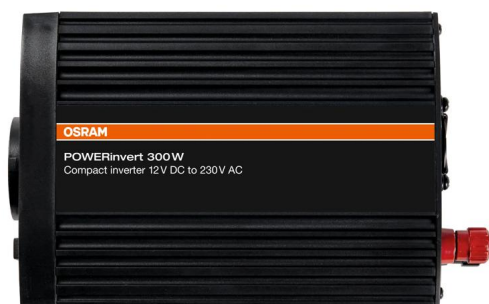 OSRAM
POWERinvert 300W
Compact inverter 12V DC to 230V AC